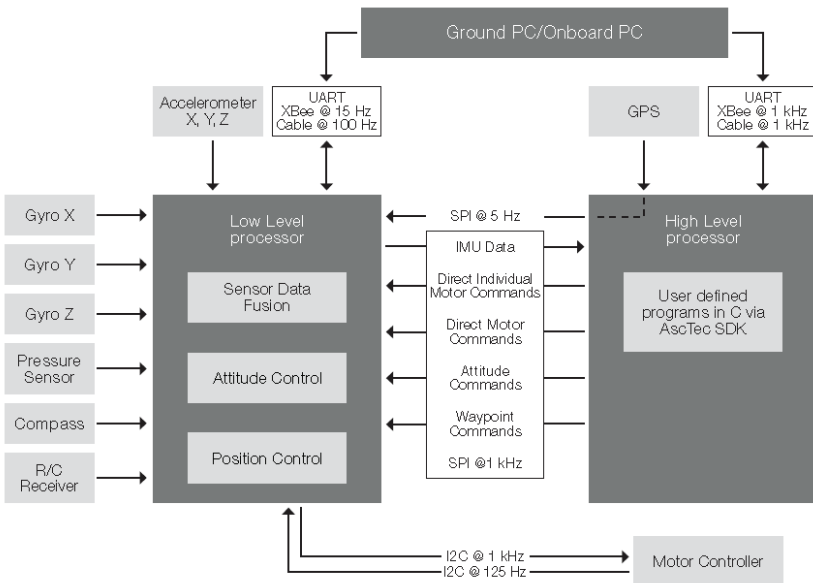 Ground PC/Onboard PC
Accelerometer
X, Y, Z
UART
XBee @ 15 Hz
Cable @ 100 Hz
GPS
UART
XBee @ 1 kHz
Cable @ 1 kHz
Gyro X
Gyro Y
Gyro Z
Pressure
Sensor
Compass
R/C
Receiver
Low Level
processor
Sensor Data
Fusion
Attitude Control
Position Control
SPI @ 5 Hz
IMU Data
Direct Individual
Motor Commands
Direct Motor
Commands
Attitude
Commands
Waypoint
Commands
SPI @1 kHz
High Level
processor
User defined
programs in C via
AscTec SDK
I2C @ 1 kHz
I2C @ 125 Hz
Motor Controller